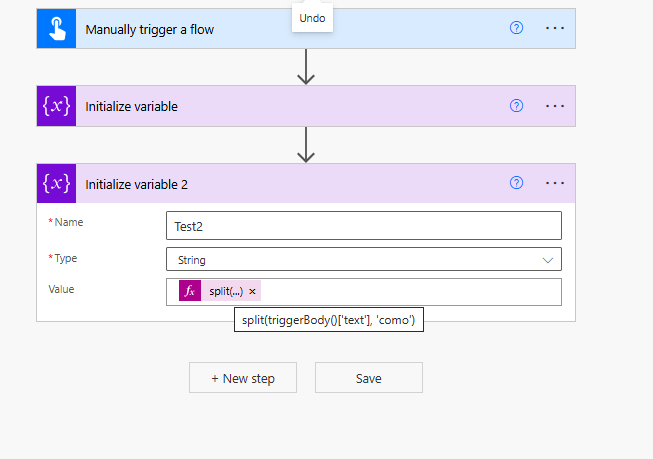 Undo
Manually trigger a flow
{x} Initialize variable
{x} Initialize variable 2
*Name Test2
*Type String
Value fx split(...) ×
split(triggerBody()['text'], 'como')
+ New step Save